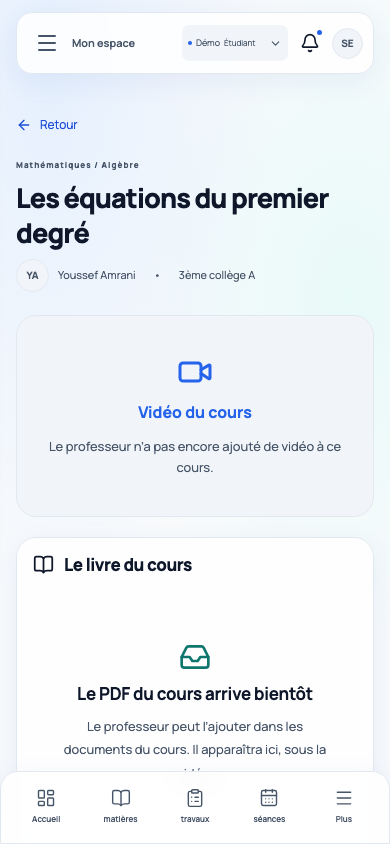 Mon espace
Démo Étudiant
SE
Retour
Mathématiques / Algèbre
Les équations du premier
degré
YA Youssef Amrani • 3ème collège A
Vidéo du cours
Le professeur n'a pas encore ajouté de vidéo à ce
cours.
Le livre du cours
Le PDF du cours arrive bientôt
Le professeur peut l'ajouter dans les
documents du cours. Il apparaîtra ici, sous la
Accueil matières travaux séances Plus